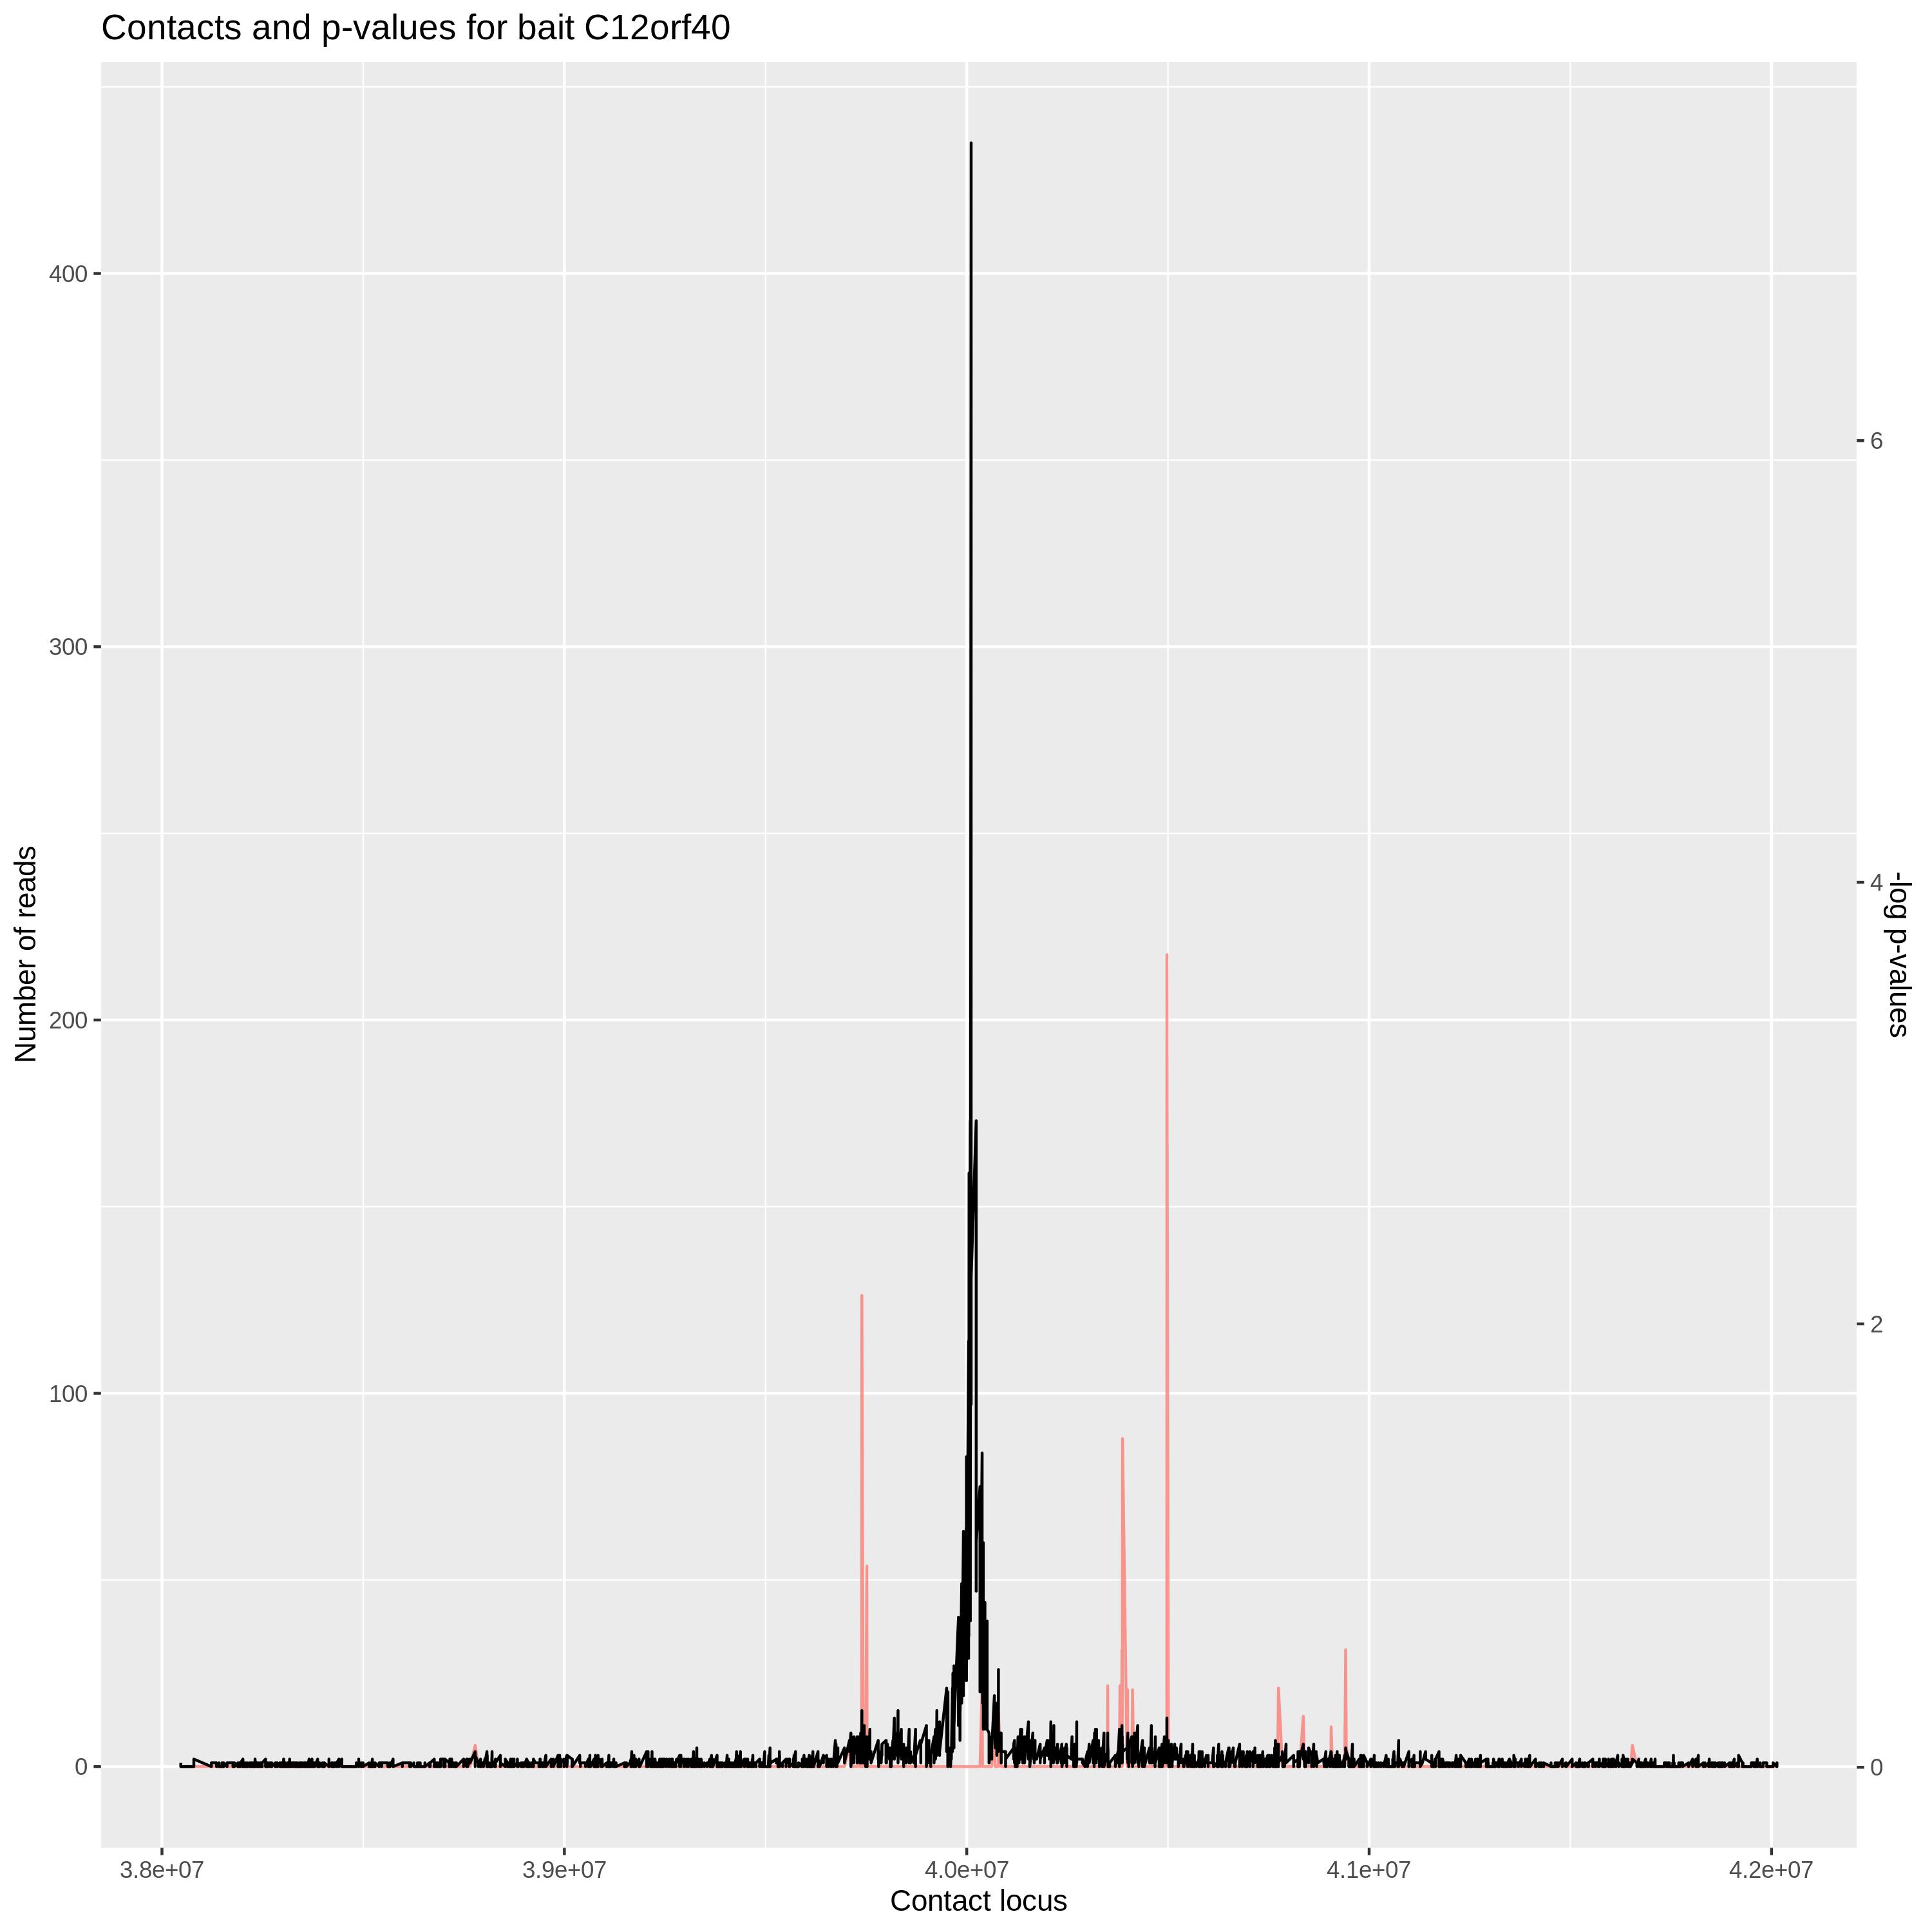 Contacts and p-values for bait C12orf40
Number of reads
400
300
200
100
0
6
4
2
0
-log p-values
3.8e+07 3.9e+07 4.0e+07 4.1e+07 4.2e+07
Contact locus